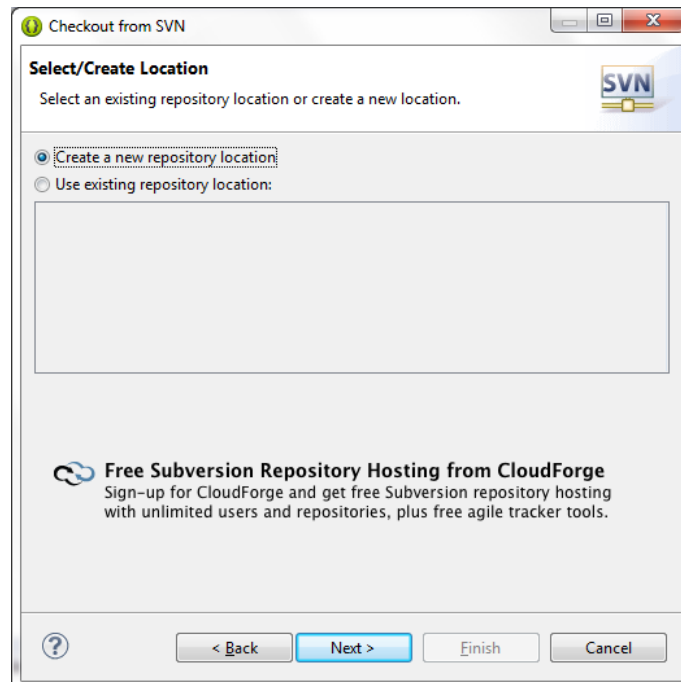 Checkout from SVN
Select/Create Location
Select an existing repository location or create a new location.
SVN
Create a new repository location
Use existing repository location:
Free Subversion Repository Hosting from CloudForge
Sign-up for CloudForge and get free Subversion repository hosting
with unlimited users and repositories, plus free agile tracker tools.
? < Back Next > Finish Cancel